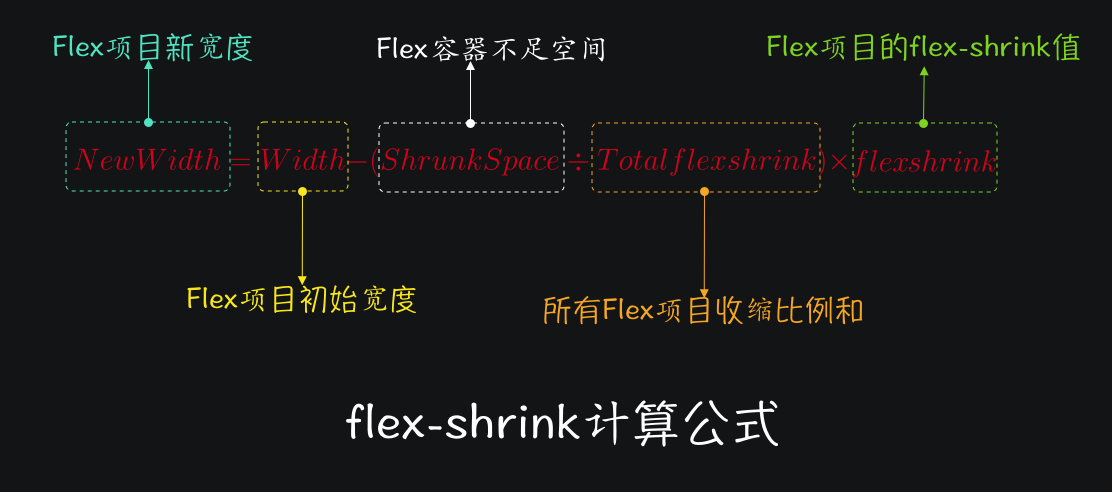 Flex项目新宽度
Flex容器不足空间
Flex项目的flex-shrink值
NewWidth = Width − (ShrunkSpace ÷ Totalflexshrink) × flexshrink
Flex项目初始宽度
所有Flex项目收缩比例和
flex-shrink计算公式